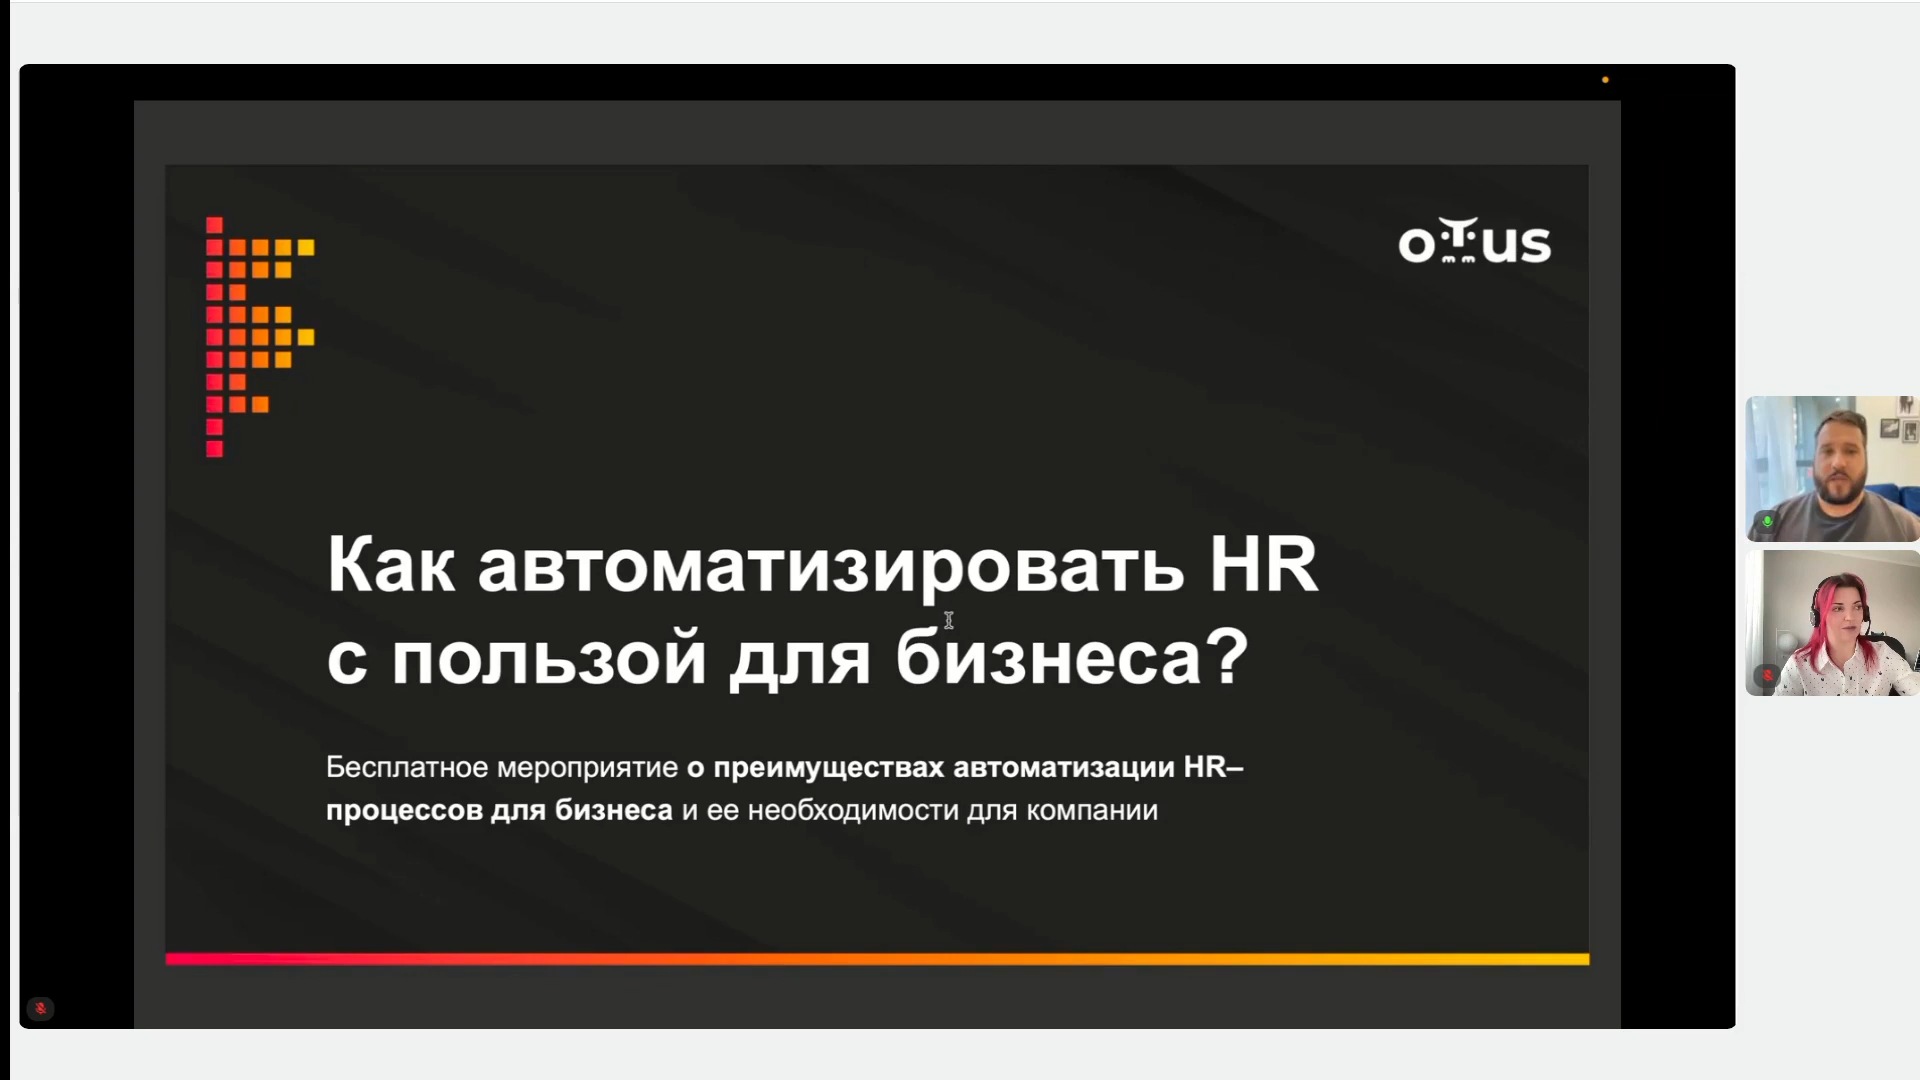 otus
Как автоматизировать HR
с пользой для бизнеса?
Бесплатное мероприятие о преимуществах автоматизации HR–
процессов для бизнеса и ее необходимости для компании